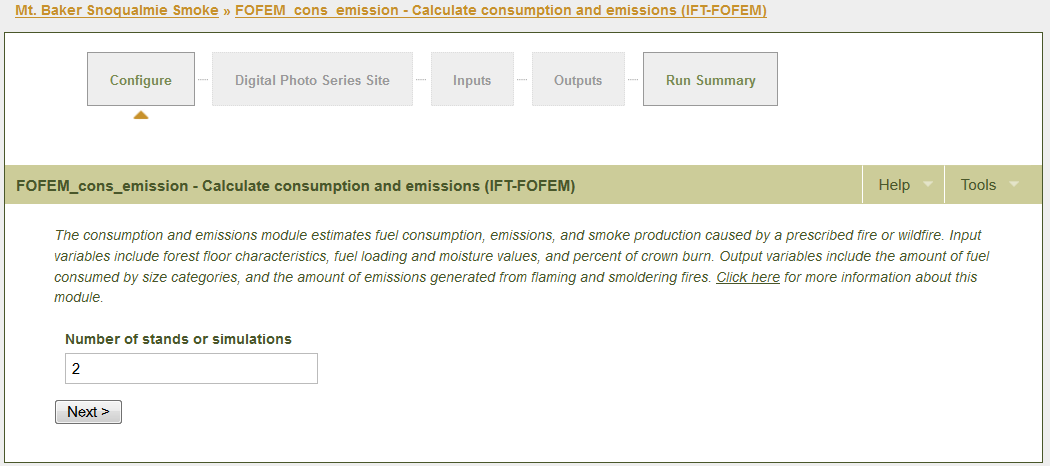 Mt. Baker Snoqualmie Smoke » FOFEM_cons_emission - Calculate consumption and emissions (IFT-FOFEM)
Configure Digital Photo Series Site Inputs Outputs Run Summary
FOFEM_cons_emission - Calculate consumption and emissions (IFT-FOFEM) Help Tools
The consumption and emissions module estimates fuel consumption, emissions, and smoke production caused by a prescribed fire or wildfire. Input
variables include forest floor characteristics, fuel loading and moisture values, and percent of crown burn. Output variables include the amount of fuel
consumed by size categories, and the amount of emissions generated from flaming and smoldering fires. Click here for more information about this
module.
Number of stands or simulations
2
Next >